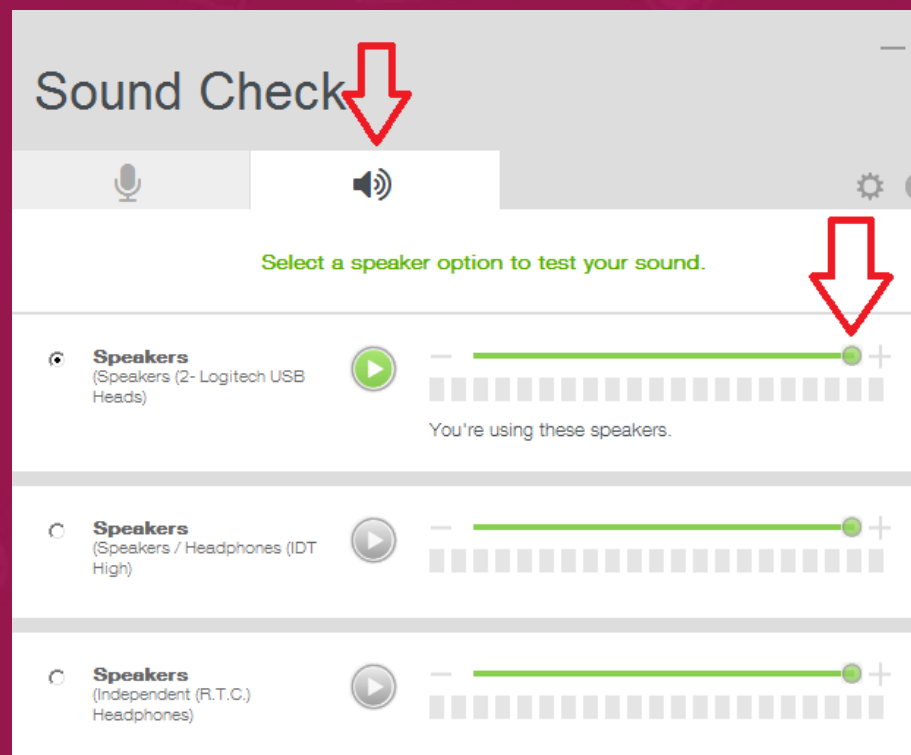 Sound Check
Select a speaker option to test your sound.
Speakers
(Speakers (2- Logitech USB
Heads)
You're using these speakers.
Speakers
(Speakers / Headphones (IDT
High)
Speakers
(Independent (R.T.C.)
Headphones)